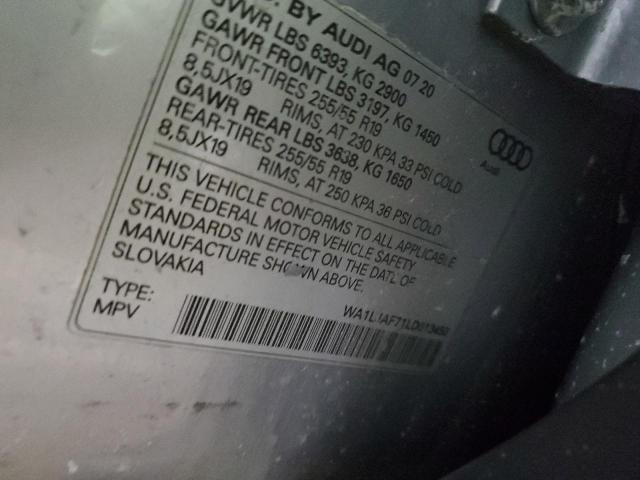 BY AUDI AG 07 20
GVWR LBS 6393, KG 2900
GAWR FRONT LBS 3197, KG 1450
FRONT-TIRES 255/55 R19
8,5JX19 RIMS, AT 230 KPA 33 PSI COLD
GAWR REAR LBS 3638, KG 1650
REAR-TIRES 255/55 R19
8,5JX19 RIMS, AT 250 KPA 36 PSI COLD
THIS VEHICLE CONFORMS TO ALL APPLICABLE
U.S. FEDERAL MOTOR VEHICLE SAFETY
STANDARDS IN EFFECT ON THE DATE OF
MANUFACTURE SHOWN ABOVE.
SLOVAKIA
TYPE:
MPV
Audi